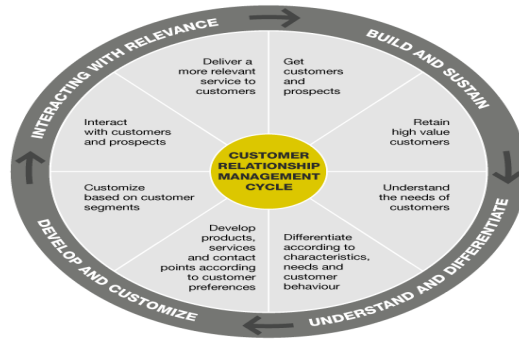 INTERACTING WITH RELEVANCE
BUILD AND SUSTAIN
Deliver a
more relevant
service to
customers
Get
customers
and
prospects
Interact
with customers
and prospects
Retain
high value
customers
CUSTOMER
RELATIONSHIP
MANAGEMENT
CYCLE
Customize
based on customer
segments
Understand
the needs of
customers
Develop
products,
services
and contact
points according
to customer
preferences
Differentiate
according to
characteristics,
needs and
customer
behaviour
DEVELOP AND CUSTOMIZE
UNDERSTAND AND DIFFERENTIATE